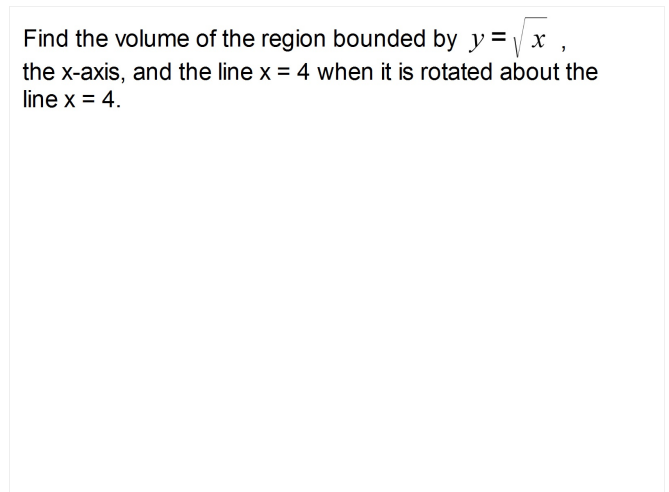 Find the volume of the region bounded by y = √x ,
the x-axis, and the line x = 4 when it is rotated about the
line x = 4.